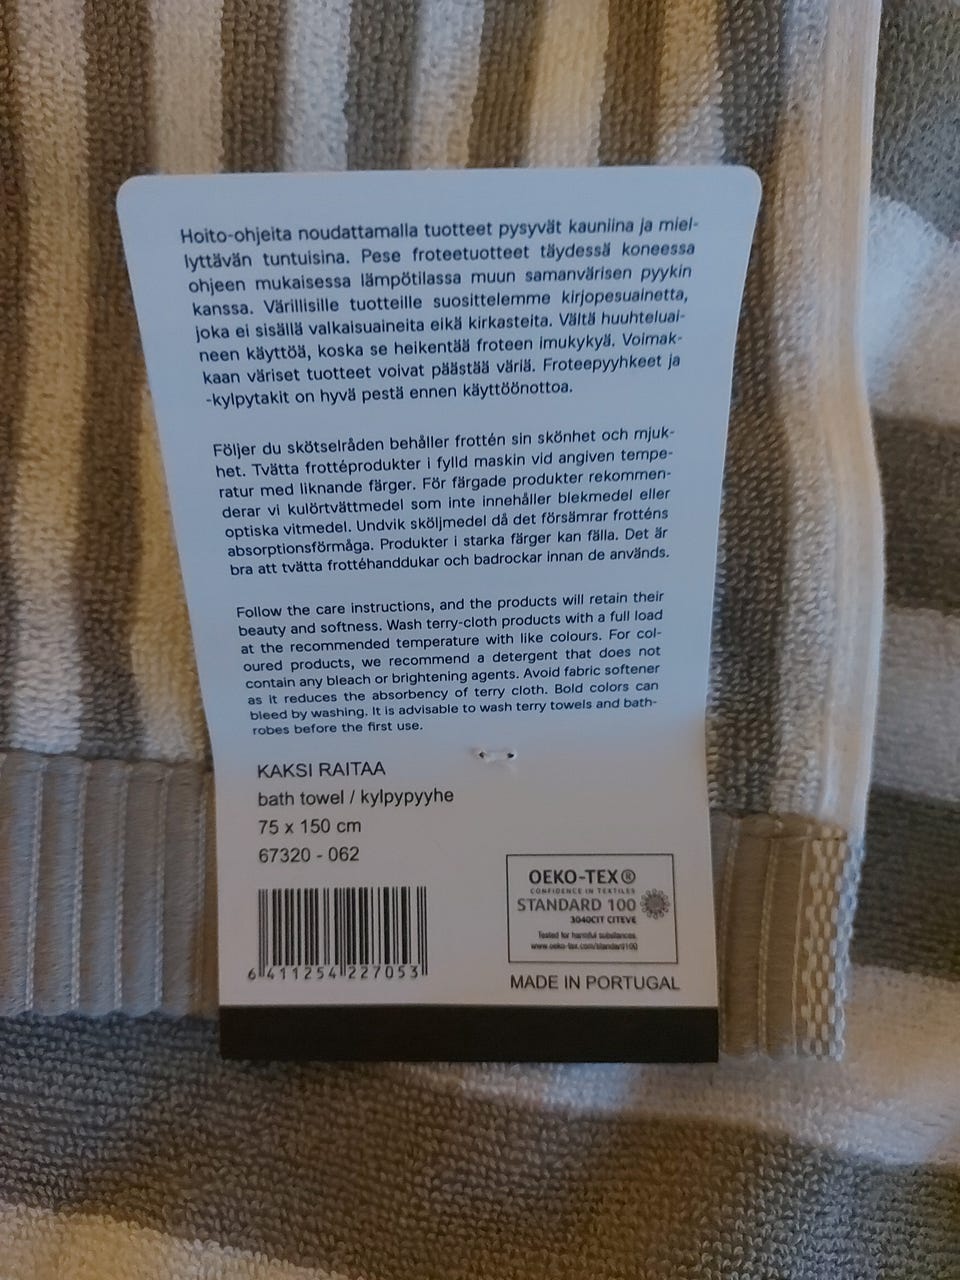 Hoito-ohjeita noudattamalla tuotteet pysyvät kauniina ja miel-
lyttävän tuntuisina. Pese froteetuotteet täydessä koneessa
ohjeen mukaisessa lämpötilassa muun samanvärisen pyykin
kanssa. Värillisille tuotteille suosittelemme kirjopesuainetta,
joka ei sisällä valkaisuaineita eikä kirkasteita. Vältä huuhteluai-
neen käyttöä, koska se heikentää froteen imukykyä. Voimak-
kaan väriset tuotteet voivat päästää väriä. Froteepyyhkeet ja
-kylpytakit on hyvä pestä ennen käyttöönottoa.
Följer du skötselråden behåller frottén sin skönhet och mjuk-
het. Tvätta frottéprodukter i fylld maskin vid angiven tempe-
ratur med liknande färger. För färgade produkter rekommen-
derar vi kulörtvättmedel som inte innehåller blekmedel eller
optiska vitmedel. Undvik sköljmedel då det försämrar frotténs
absorptionsförmåga. Produkter i starka färger kan fälla. Det är
bra att tvätta frottéhanddukar och badrockar innan de används.
Follow the care instructions, and the products will retain their
beauty and softness. Wash terry-cloth products with a full load
at the recommended temperature with like colours. For col-
oured products, we recommend a detergent that does not
contain any bleach or brightening agents. Avoid fabric softener
as it reduces the absorbency of terry cloth. Bold colors can
bleed by washing. It is advisable to wash terry towels and bath-
robes before the first use.
KAKSI RAITAA
bath towel / kylpypyyhe
75 x 150 cm
67320 - 062
6 411254 227053
OEKO-TEX®
CONFIDENCE IN TEXTILES
STANDARD 100
3040CIT CITEVE
Tested for harmful substances.
www.oeko-tex.com/standard100
MADE IN PORTUGAL